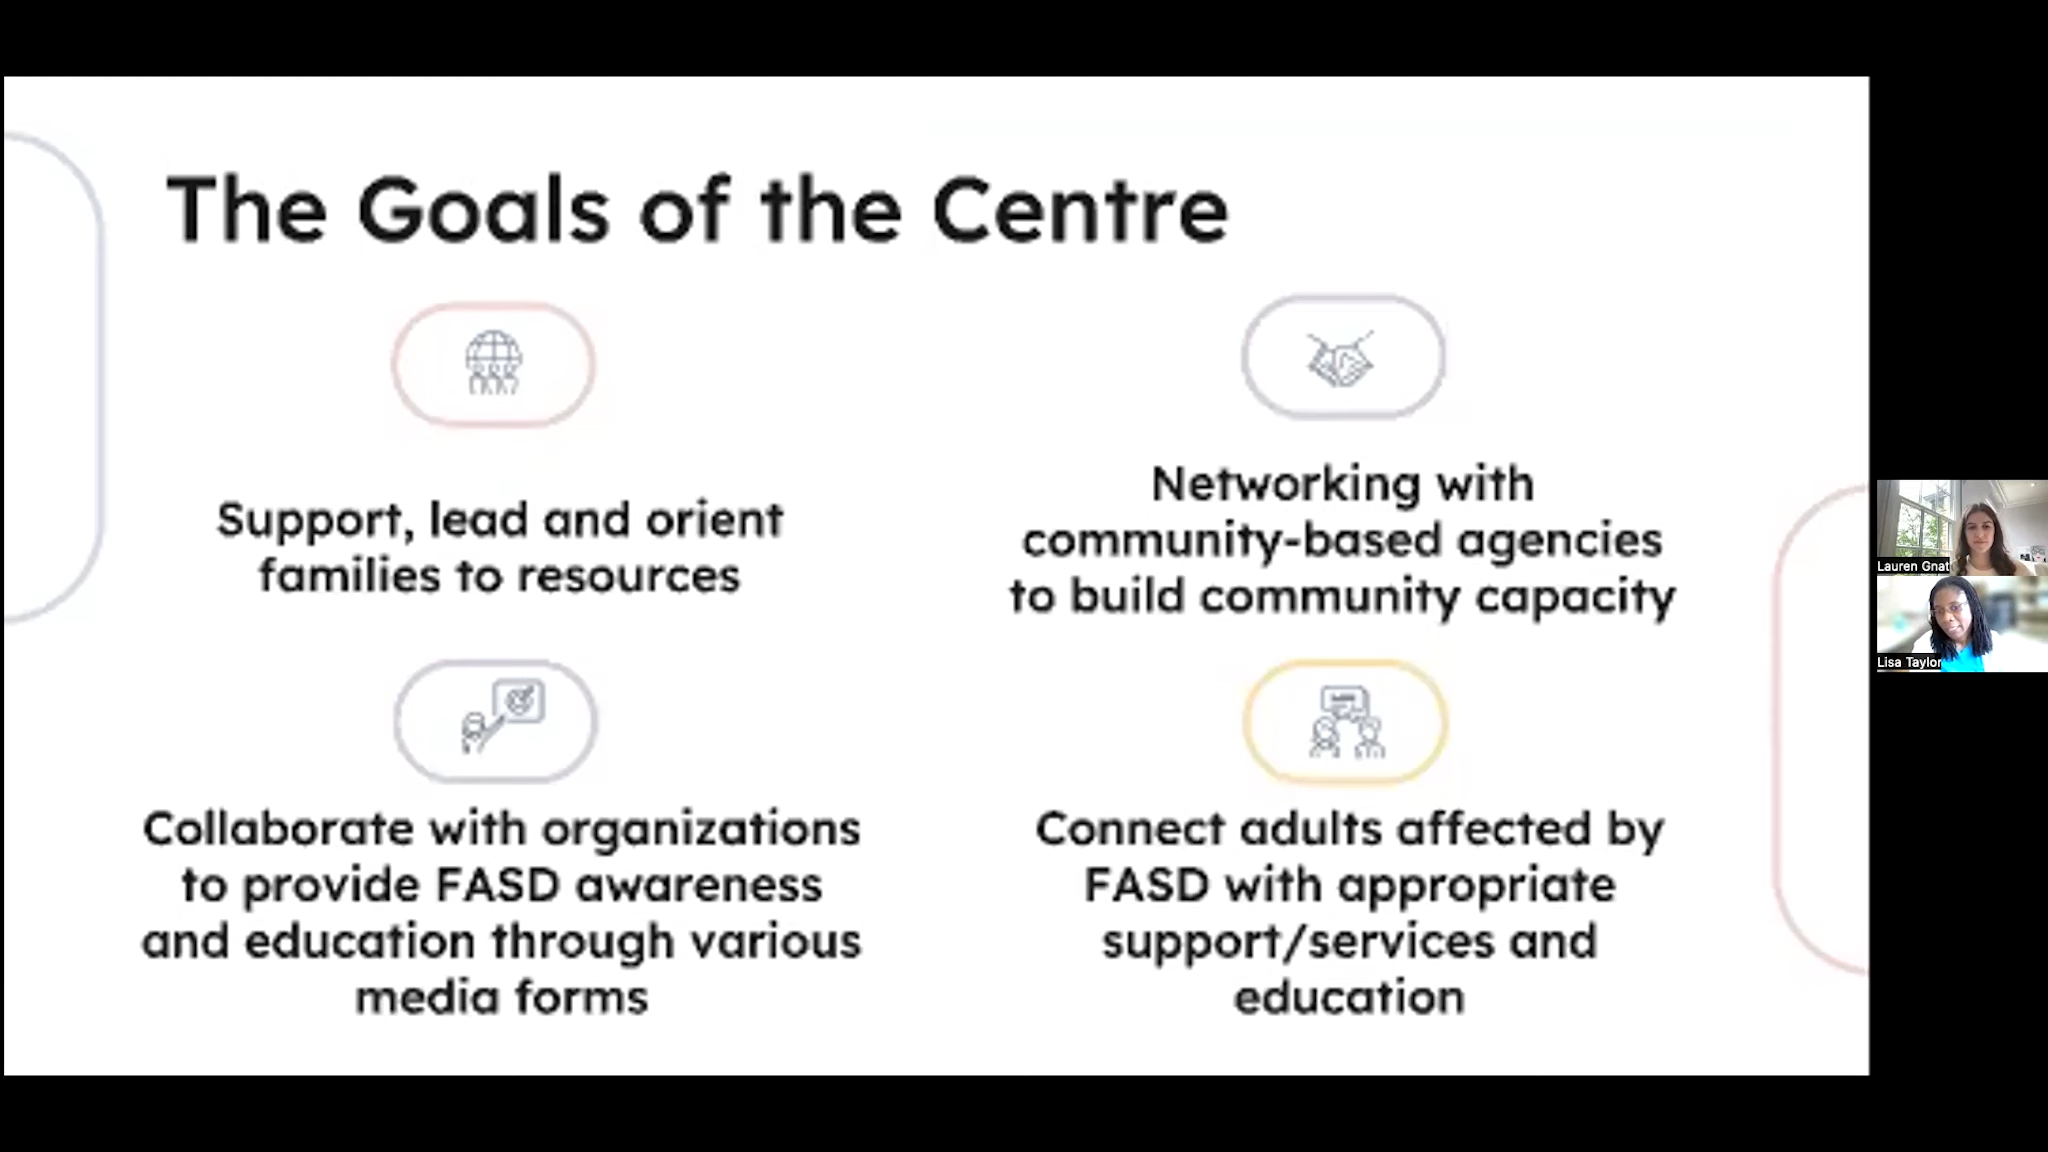 The Goals of the Centre
Support, lead and orient
families to resources
Networking with
community-based agencies
to build community capacity
Collaborate with organizations
to provide FASD awareness
and education through various
media forms
Connect adults affected by
FASD with appropriate
support/services and
education
Lauren Gnat
Lisa Taylor